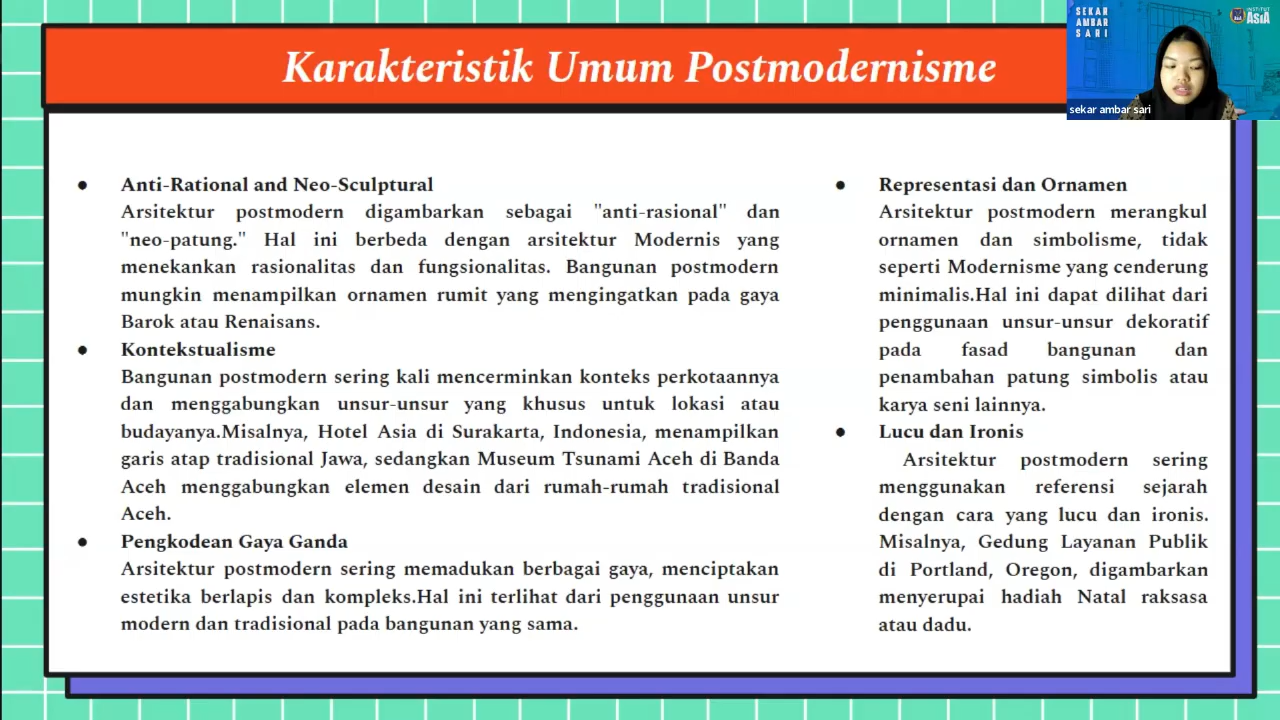 Karakteristik Umum Postmodernisme
SEKAR
AMBAR
SARI
INSTITUT
ASIA
sekar ambar sari
● Anti-Rational and Neo-Sculptural
Arsitektur postmodern digambarkan sebagai "anti-rasional" dan
"neo-patung." Hal ini berbeda dengan arsitektur Modernis yang
menekankan rasionalitas dan fungsionalitas. Bangunan postmodern
mungkin menampilkan ornamen rumit yang mengingatkan pada gaya
Barok atau Renaisans.
● Kontekstualisme
Bangunan postmodern sering kali mencerminkan konteks perkotaannya
dan menggabungkan unsur-unsur yang khusus untuk lokasi atau
budayanya.Misalnya, Hotel Asia di Surakarta, Indonesia, menampilkan
garis atap tradisional Jawa, sedangkan Museum Tsunami Aceh di Banda
Aceh menggabungkan elemen desain dari rumah-rumah tradisional
Aceh.
● Pengkodean Gaya Ganda
Arsitektur postmodern sering memadukan berbagai gaya, menciptakan
estetika berlapis dan kompleks.Hal ini terlihat dari penggunaan unsur
modern dan tradisional pada bangunan yang sama.
● Representasi dan Ornamen
Arsitektur postmodern merangkul
ornamen dan simbolisme, tidak
seperti Modernisme yang cenderung
minimalis.Hal ini dapat dilihat dari
penggunaan unsur-unsur dekoratif
pada fasad bangunan dan
penambahan patung simbolis atau
karya seni lainnya.
● Lucu dan Ironis
Arsitektur postmodern sering
menggunakan referensi sejarah
dengan cara yang lucu dan ironis.
Misalnya, Gedung Layanan Publik
di Portland, Oregon, digambarkan
menyerupai hadiah Natal raksasa
atau dadu.